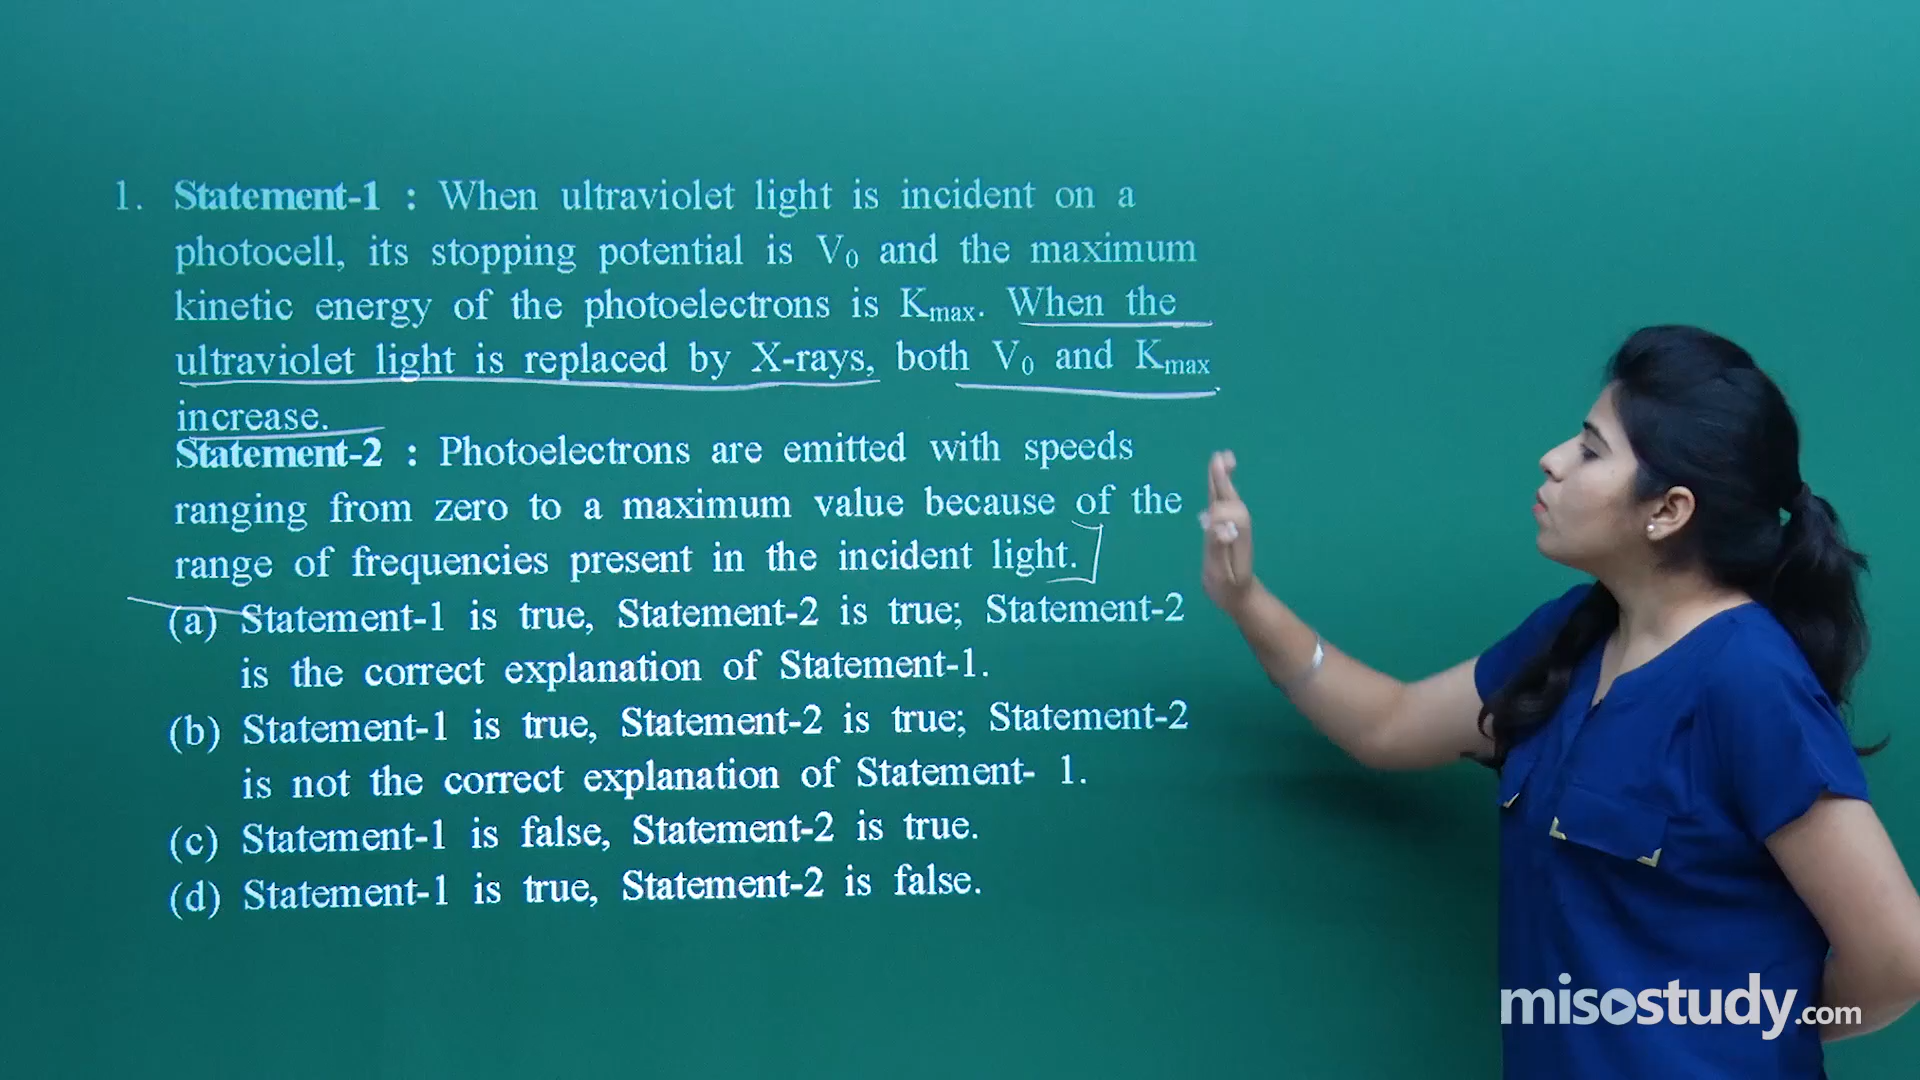 1. Statement-1 : When ultraviolet light is incident on a
photocell, its stopping potential is V₀ and the maximum
kinetic energy of the photoelectrons is Kmax. When the
ultraviolet light is replaced by X-rays, both V₀ and Kmax
increase.
Statement-2 : Photoelectrons are emitted with speeds
ranging from zero to a maximum value because of the
range of frequencies present in the incident light.
(a) Statement-1 is true, Statement-2 is true; Statement-2
is the correct explanation of Statement-1.
(b) Statement-1 is true, Statement-2 is true; Statement-2
is not the correct explanation of Statement- 1.
(c) Statement-1 is false, Statement-2 is true.
(d) Statement-1 is true, Statement-2 is false.
misostudy.com